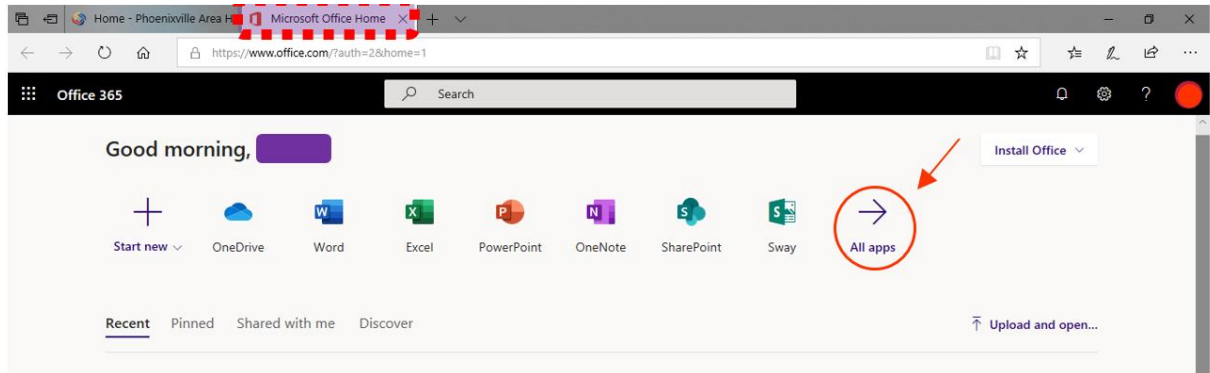 Home - Phoenixville Area H
Microsoft Office Home
https://www.office.com/?auth=2&home=1
Office 365
Search
?
Good morning,
Install Office
Start new
OneDrive
W
Word
X
Excel
P
PowerPoint
N
OneNote
S
SharePoint
S
Sway
All apps
Recent Pinned Shared with me Discover
Upload and open...